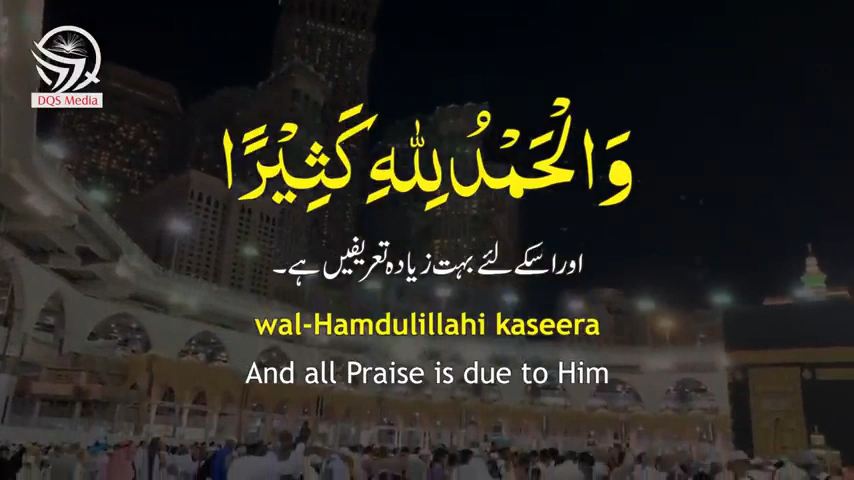 DQS Media
وَالْحَمْدُ لِلّٰهِ كَثِيْرًا
اور اسکے لئے بہت زیادہ تعریفیں ہے۔
wal-Hamdulillahi kaseera
And all Praise is due to Him